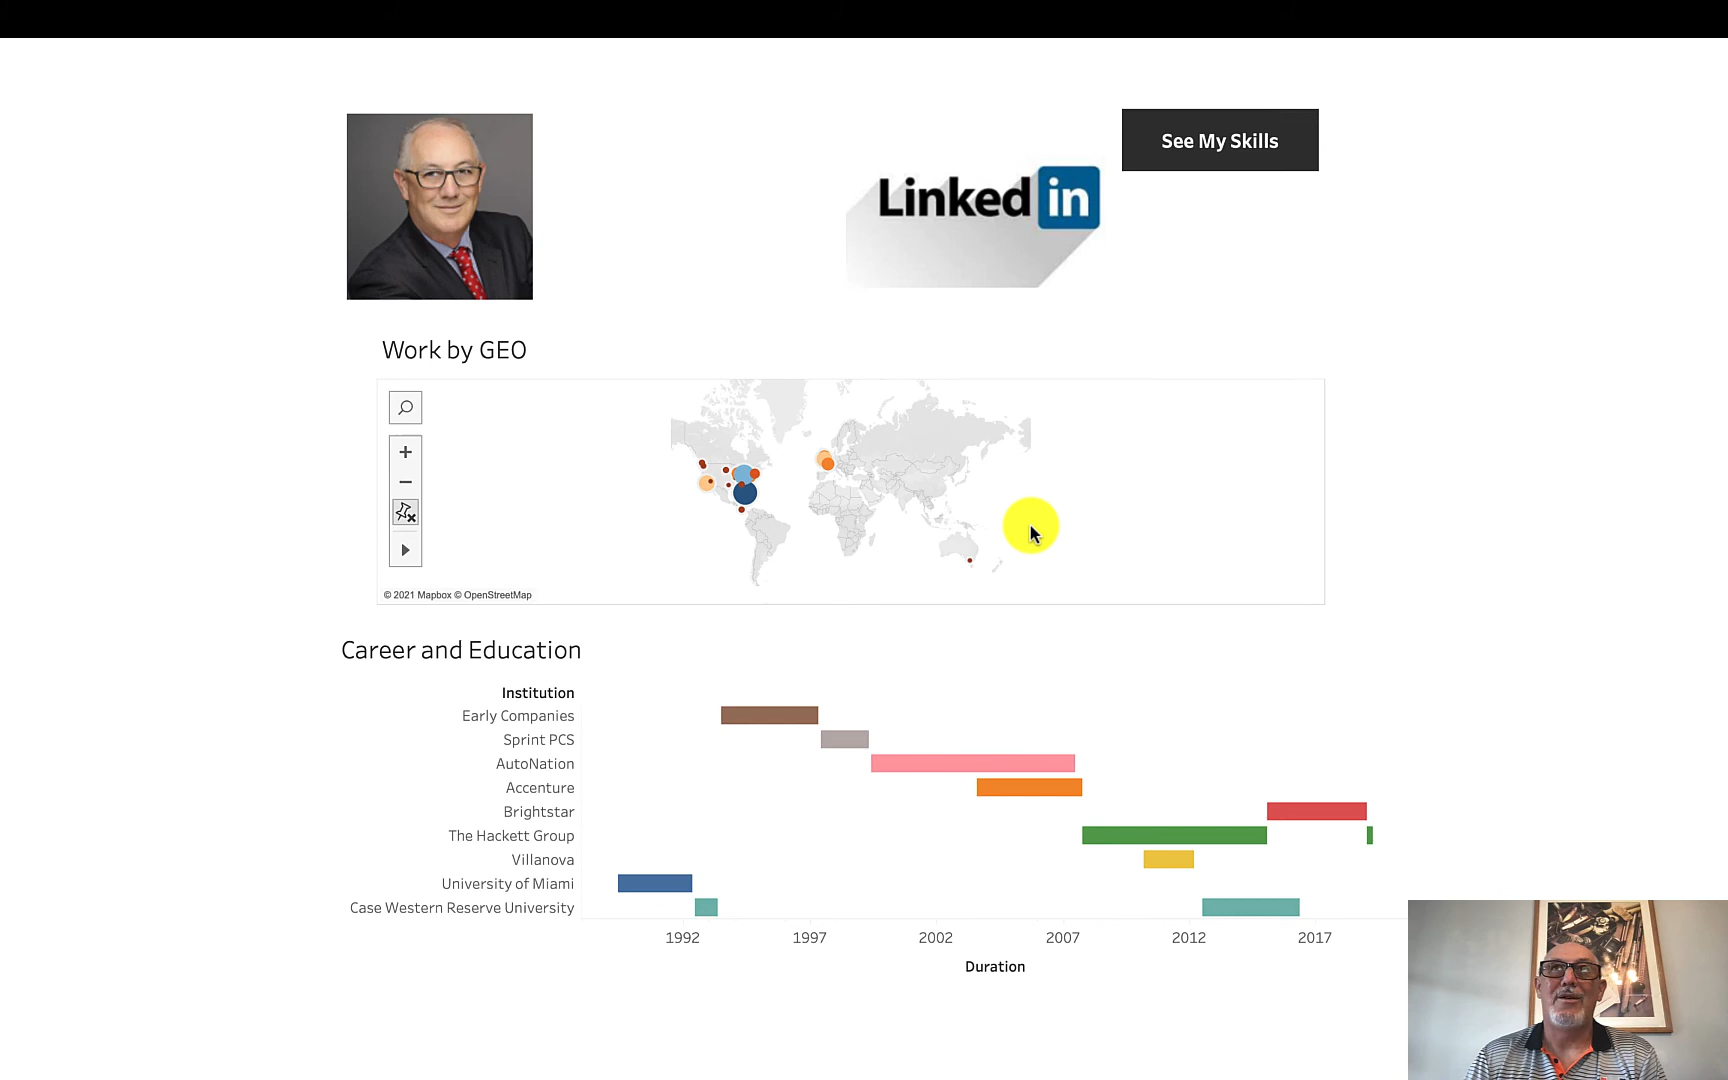 See My Skills
Linked in
Work by GEO
+
−
© 2021 Mapbox © OpenStreetMap
Career and Education
Institution
Early Companies
Sprint PCS
AutoNation
Accenture
Brightstar
The Hackett Group
Villanova
University of Miami
Case Western Reserve University
1992 1997 2002 2007 2012 2017
Duration